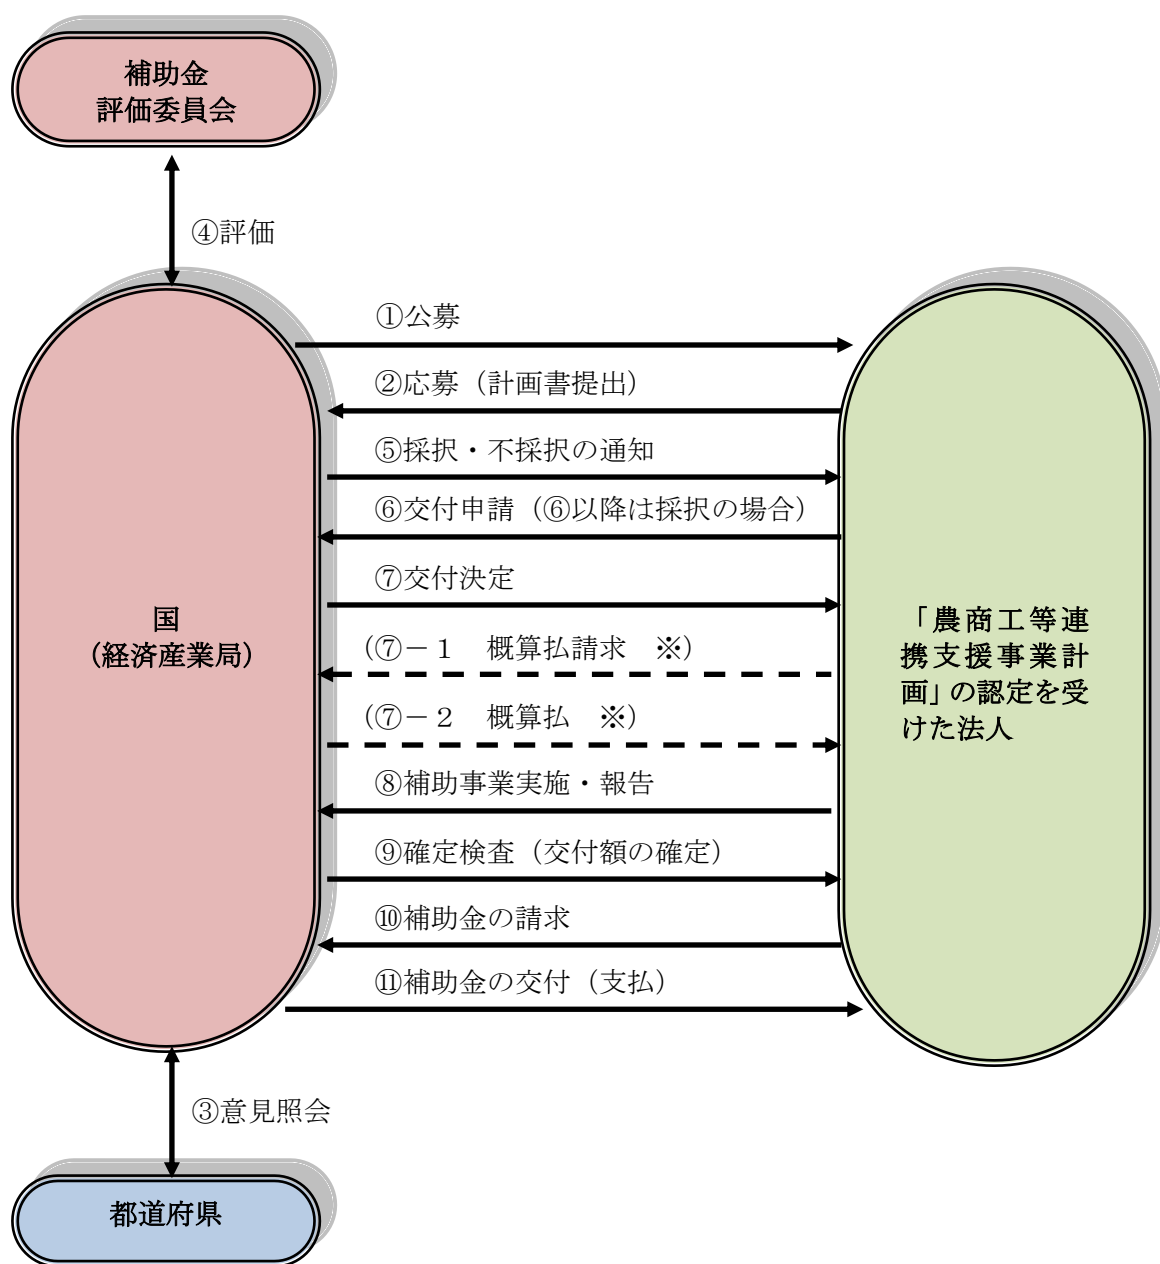 補助金
評価委員会
④評価
①公募
②応募（計画書提出）
⑤採択・不採択の通知
⑥交付申請（⑥以降は採択の場合）
⑦交付決定
（⑦－１　概算払請求　※）
（⑦－２　概算払　※）
⑧補助事業実施・報告
⑨確定検査（交付額の確定）
⑩補助金の請求
⑪補助金の交付（支払）
国
（経済産業局）
「農商工等連
携支援事業計
画」の認定を受
けた法人
③意見照会
都道府県